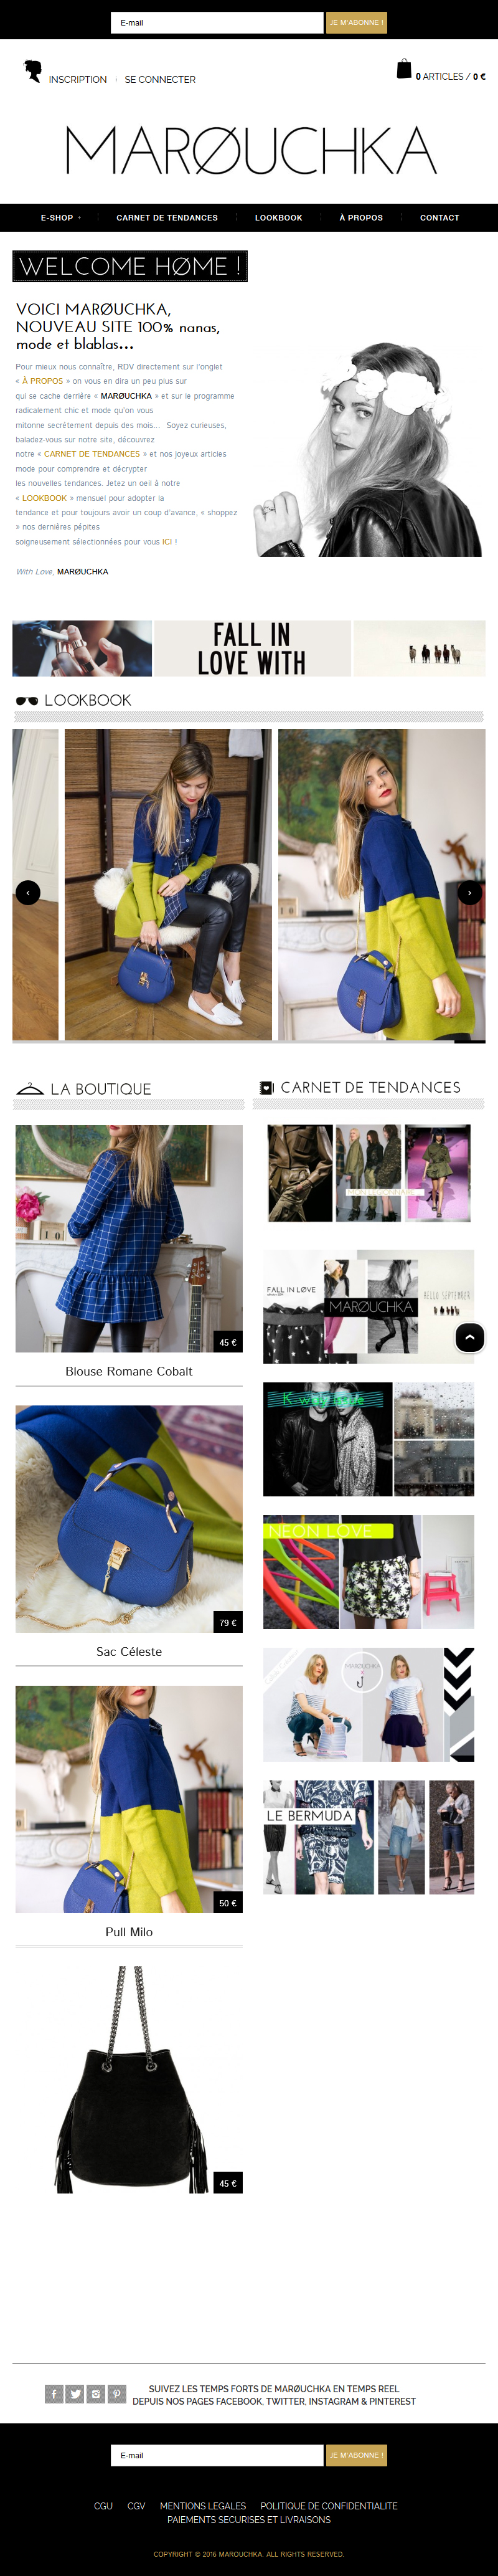 E-mail
JE M'ABONNE !
INSCRIPTION
SE CONNECTER
0 ARTICLES / 0 €
MARØUCHKA
E-SHOP +
CARNET DE TENDANCES
LOOKBOOK
À PROPOS
CONTACT
WELCOME HØME !
VOICI MARØUCHKA,
NOUVEAU SITE 100% nanas,
mode et blablas...
Pour mieux nous connaître, RDV directement sur l'onglet
« À PROPOS » on vous en dira un peu plus sur
qui se cache derrière « MARØUCHKA » et sur le programme
radicalement chic et mode qu'on vous
mitonne secrètement depuis des mois... Soyez curieuses,
baladez-vous sur notre site, découvrez
notre « CARNET DE TENDANCES » et nos joyeux articles
mode pour comprendre et décrypter
les nouvelles tendances. Jetez un oeil à notre
« LOOKBOOK » mensuel pour adopter la
tendance et pour toujours avoir un coup d'avance, « shoppez
» nos dernières pépites
soigneusement sélectionnées pour vous ICI !
With Love, MARØUCHKA
FALL IN
LOVE WITH
LOOKBOOK
LA BOUTIQUE
45 €
Blouse Romane Cobalt
79 €
Sac Céleste
50 €
Pull Milo
45 €
CARNET DE TENDANCES
FALL IN LØVE
MARØUCHKA
HELLO SEPTEMBER
NEON LOVE
MAROUCHKA
LE BERMUDA
SUIVEZ LES TEMPS FORTS DE MARØUCHKA EN TEMPS REEL
DEPUIS NOS PAGES FACEBOOK, TWITTER, INSTAGRAM & PINTEREST
E-mail
JE M'ABONNE !
CGU
CGV
MENTIONS LEGALES
POLITIQUE DE CONFIDENTIALITE
PAIEMENTS SECURISES ET LIVRAISONS
COPYRIGHT © 2016 MAROUCHKA. ALL RIGHTS RESERVED.